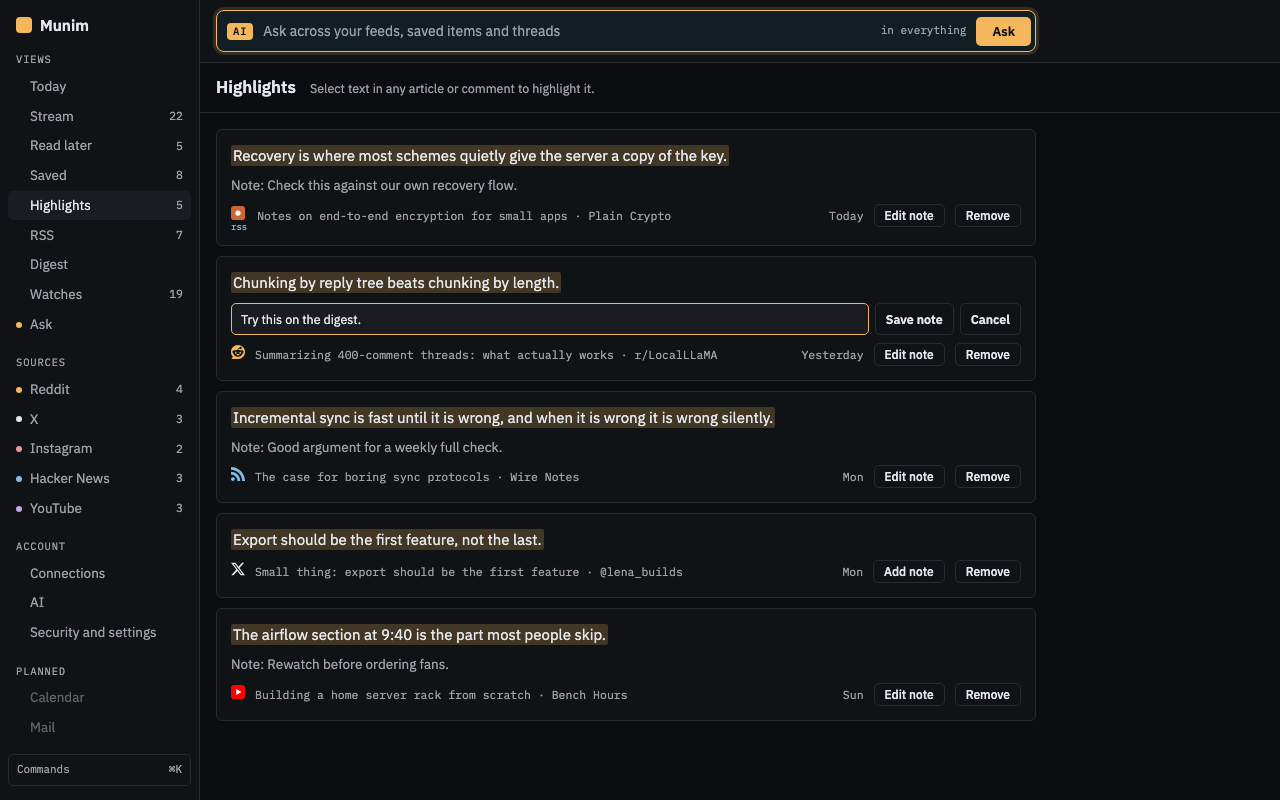 Munim
VIEWS
Today
Stream 22
Read later 5
Saved 8
Highlights 5
RSS 7
Digest
Watches 19
Ask
SOURCES
Reddit 4
X 3
Instagram 2
Hacker News 3
YouTube 3
ACCOUNT
Connections
AI
Security and settings
PLANNED
Calendar
Mail
Commands ⌘K
AI Ask across your feeds, saved items and threads in everything Ask
Highlights Select text in any article or comment to highlight it.
Recovery is where most schemes quietly give the server a copy of the key.
Note: Check this against our own recovery flow.
Notes on end-to-end encryption for small apps · Plain Crypto Today Edit note Remove
rss
Chunking by reply tree beats chunking by length.
Try this on the digest. Save note Cancel
Summarizing 400-comment threads: what actually works · r/LocalLLaMA Yesterday Edit note Remove
Incremental sync is fast until it is wrong, and when it is wrong it is wrong silently.
Note: Good argument for a weekly full check.
The case for boring sync protocols · Wire Notes Mon Edit note Remove
Export should be the first feature, not the last.
Small thing: export should be the first feature · @lena_builds Mon Add note Remove
The airflow section at 9:40 is the part most people skip.
Note: Rewatch before ordering fans.
Building a home server rack from scratch · Bench Hours Sun Edit note Remove